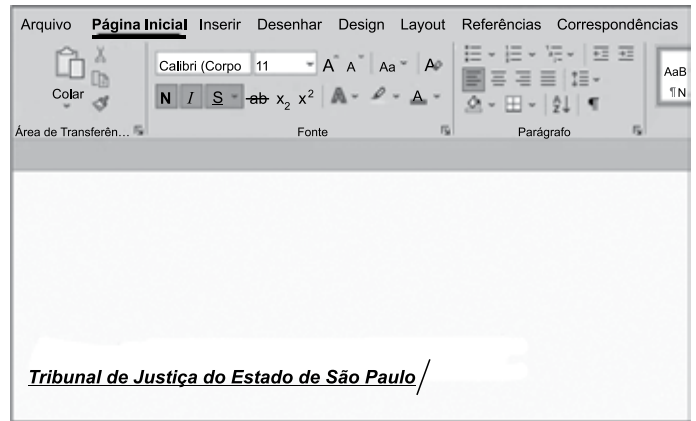 Arquivo Página Inicial Inserir Desenhar Design Layout Referências Correspondências
Calibri (Corpo 11 A A Aa A
AaB
Colar N I S ab x2 x² A A
¶ N
Área de Transferên... Fonte Parágrafo
Tribunal de Justiça do Estado de São Paulo